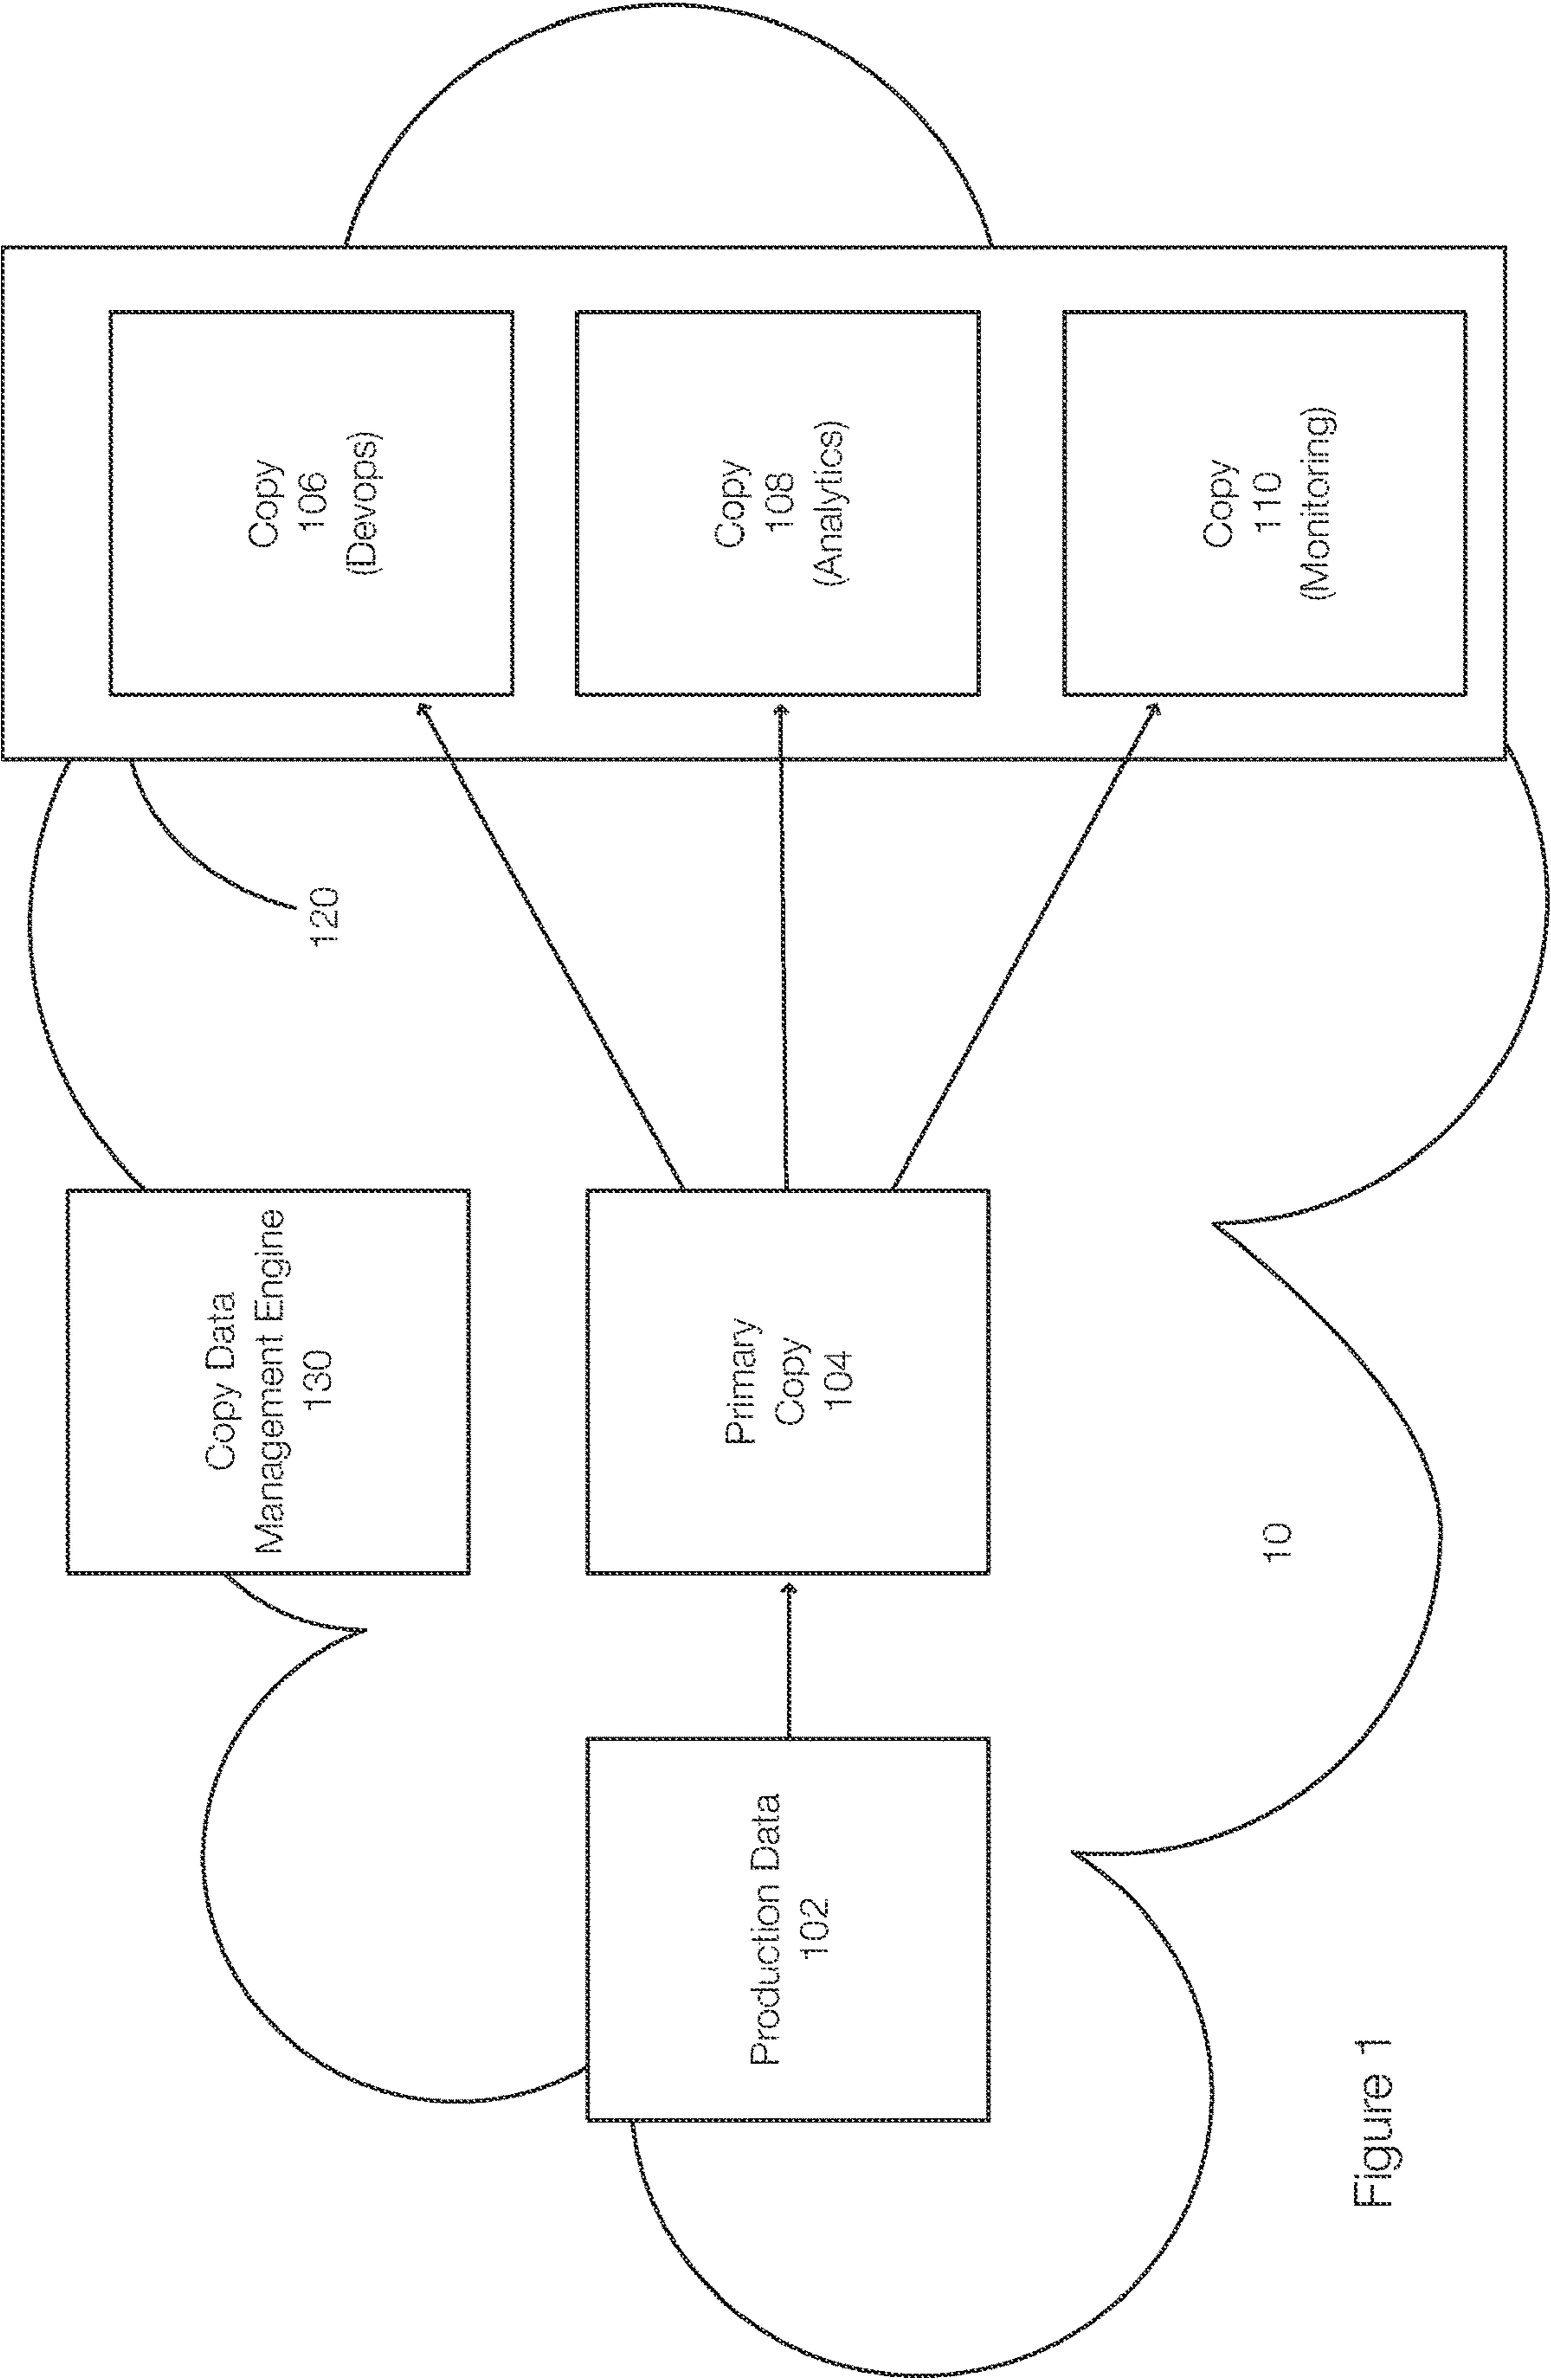 Copy Data
Management Engine
130
120
Copy
106
(Devops)
Production Data
102
Primary
Copy
104
Copy
108
(Analytics)
Copy
110
(Monitoring)
10
Figure 1